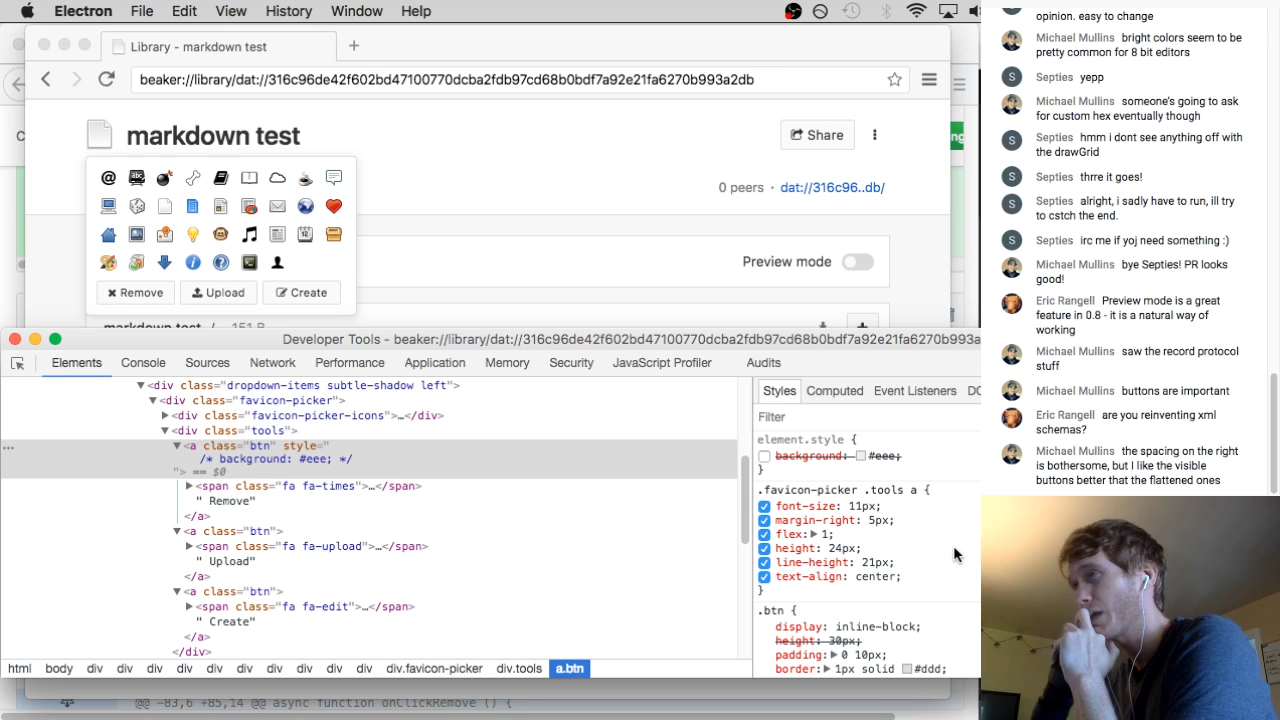 Electron File Edit View History Window Help
Library - markdown test
beaker://library/dat://316c96de42f602bd47100770dcba2fdb97cd68b0bdf7a92e21fa6270b993a2db
markdown test
Share
0 peers · dat://316c96..db/
Remove Upload Create
Preview mode
Developer Tools - beaker://library/dat://316c96de42f602bd47100770dcba2fdb97cd68b0bdf7a92e21fa6270b993a
Elements Console Sources Network Performance Application Memory Security JavaScript Profiler Audits
▼<div class="dropdown-items subtle-shadow left">
▼<div class="favicon-picker">
▶<div class="favicon-picker-icons">…</div>
▼<div class="tools">
▼<a class="btn" style="
/* background: #eee; */
"> == $0
▶<span class="fa fa-times">…</span>
" Remove"
</a>
▼<a class="btn">
▶<span class="fa fa-upload">…</span>
" Upload"
</a>
▼<a class="btn">
▶<span class="fa fa-edit">…</span>
" Create"
</a>
</div>
html body div div div div div div div div div div.favicon-picker div.tools a.btn
Styles Computed Event Listeners
Filter
element.style {
background: #eee;
}
.favicon-picker .tools a {
font-size: 11px;
margin-right: 5px;
flex:▶1;
height: 24px;
line-height: 21px;
text-align: center;
}
.btn {
display: inline-block;
height: 30px;
padding:▶0 10px;
border:▶1px solid #ddd;
@@ -83,6 +85,14 @@ async function onClickRemove () {
opinion. easy to change
Michael Mullins bright colors seem to be
pretty common for 8 bit editors
Septies yepp
Michael Mullins someone's going to ask
for custom hex eventually though
Septies hmm i dont see anything off with
the drawGrid
Septies thrre it goes!
Septies alright, i sadly have to run, ill try
to cstch the end.
Septies irc me if yoj need something :)
Michael Mullins bye Septies! PR looks
good!
Eric Rangell Preview mode is a great
feature in 0.8 - it is a natural way of
working
Michael Mullins saw the record protocol
stuff
Michael Mullins buttons are important
Eric Rangell are you reinventing xml
schemas?
Michael Mullins the spacing on the right
is bothersome, but I like the visible
buttons better that the flattened ones